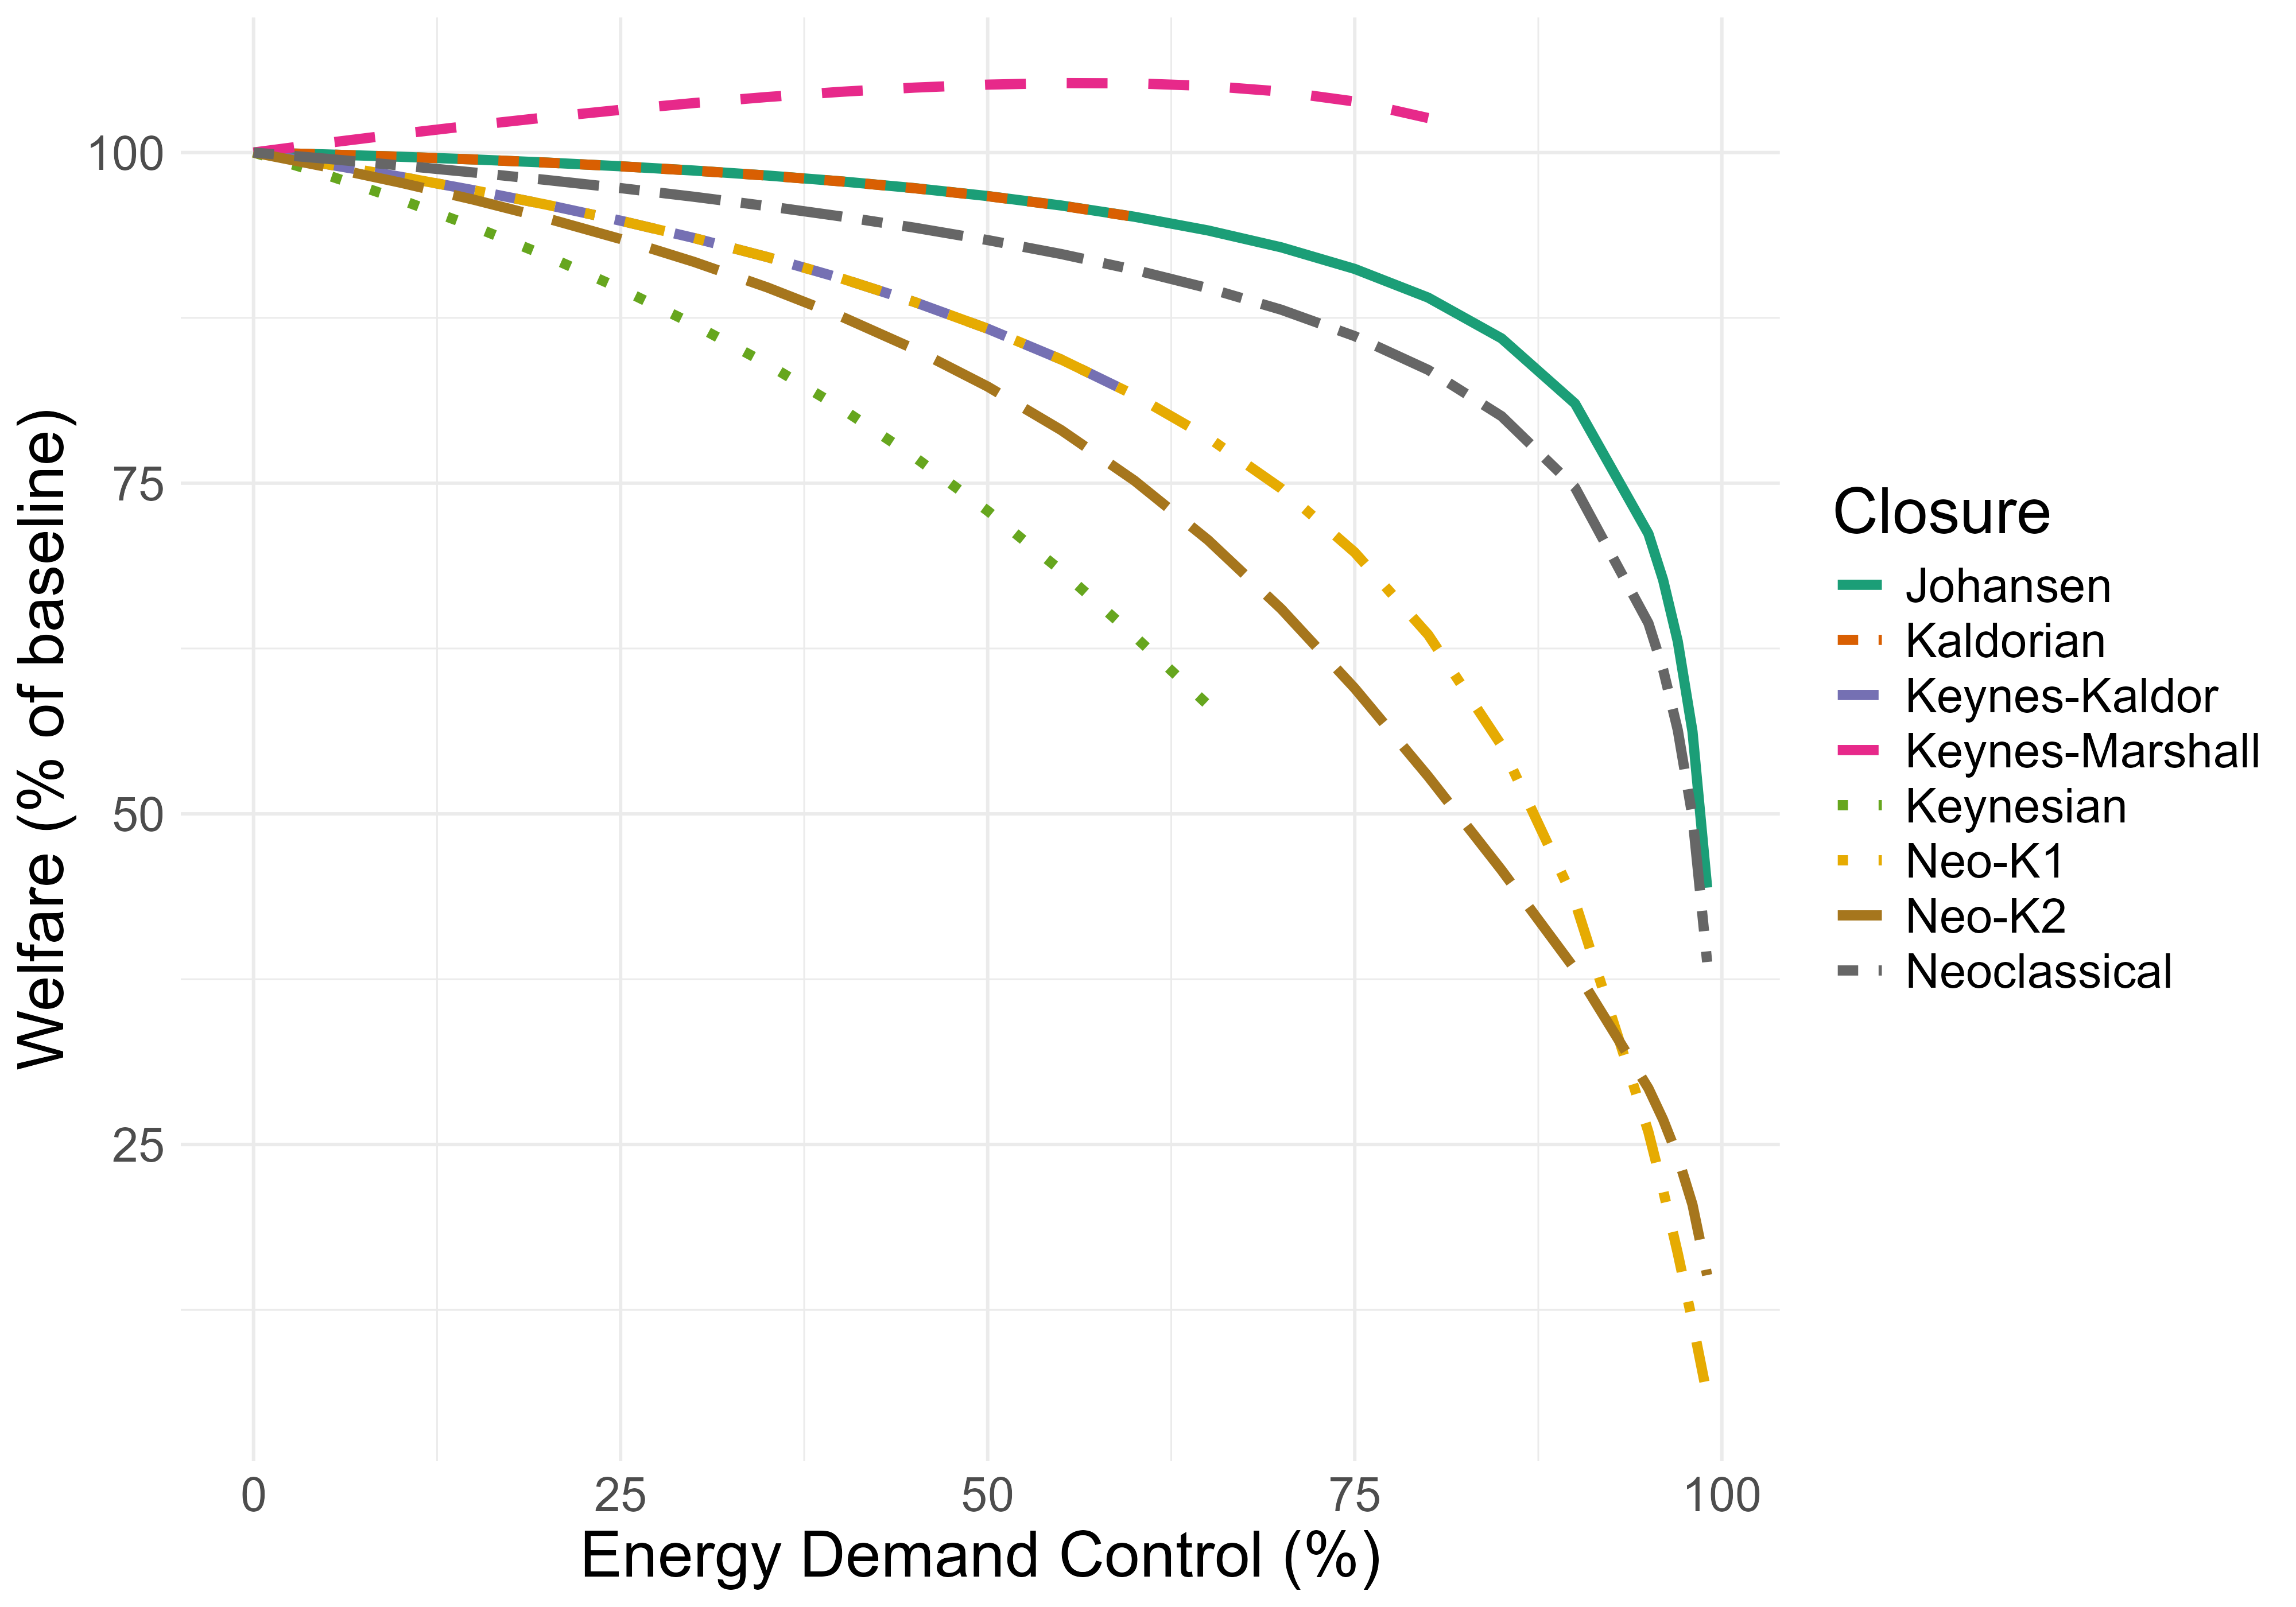 Welfare (% of baseline)
100
75
50
25
0
25
50
75
100
Energy Demand Control (%)
Closure
Johansen
Kaldorian
Keynes-Kaldor
Keynes-Marshall
Keynesian
Neo-K1
Neo-K2
Neoclassical